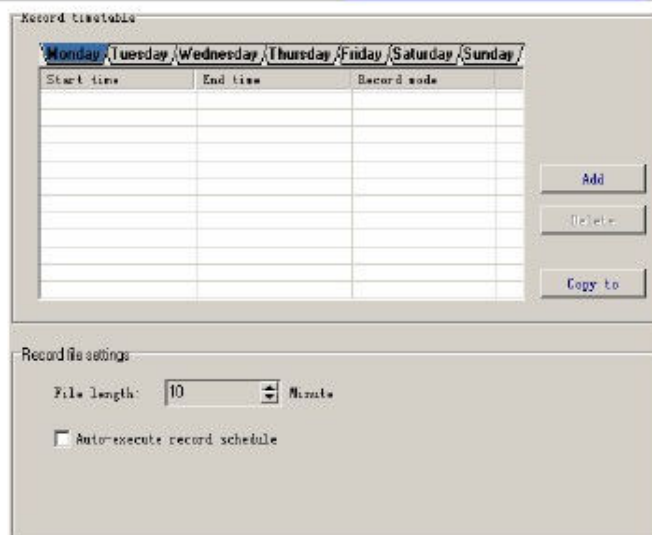 Record timetable
Monday Tuesday Wednesday Thursday Friday Saturday Sunday
Start time End time Record mode
Add
Delete
Copy to
Record file settings
File length: 10 Minute
Auto-execute record schedule